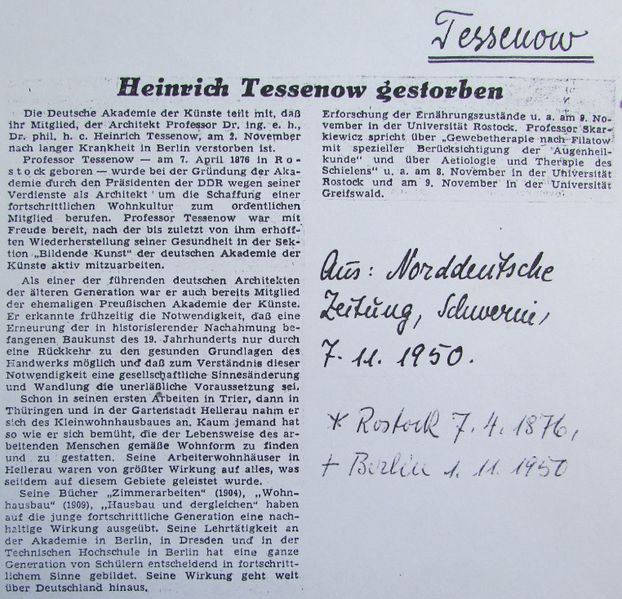 Tessenow
Heinrich Tessenow gestorben
Die Deutsche Akademie der Künste teilt mit, daß
ihr Mitglied, der Architekt Professor Dr. ing. e. h.,
Dr. phil. h. c. Heinrich Tessenow, am 2. November
nach langer Krankheit in Berlin verstorben ist.
Professor Tessenow — am 7. April 1876 in Ro-
stock geboren — wurde bei der Gründung der Aka-
demie durch den Präsidenten der DDR wegen seiner
Verdienste als Architekt um die Schaffung einer
fortschrittlichen Wohnkultur zum ordentlichen
Mitglied berufen. Professor Tessenow war mit
Freude bereit, nach der bis zuletzt von ihm erhoff-
ten Wiederherstellung seiner Gesundheit in der Sek-
tion „Bildende Kunst" der deutschen Akademie der
Künste aktiv mitzuarbeiten.
Als einer der führenden deutschen Architekten
der älteren Generation war er auch bereits Mitglied
der ehemaligen Preußischen Akademie der Künste.
Er erkannte frühzeitig die Notwendigkeit, daß eine
Erneurung der in historisierender Nachahmung be-
fangenen Baukunst des 19. Jahrhunderts nur durch
eine Rückkehr zu den gesunden Grundlagen des
Handwerks möglich und daß zum Verständnis dieser
Notwendigkeit eine gesellschaftliche Sinnesänderung
und Wandlung die unerläßliche Voraussetzung sei.
Schon in seinen ersten Arbeiten in Trier, dann in
Thüringen und in der Gartenstadt Hellerau nahm er
sich des Kleinwohnhausbaues an. Kaum jemand hat
so wie er sich bemüht, die der Lebensweise des ar-
beitenden Menschen gemäße Wohnform zu finden
und zu gestalten. Seine Arbeiterwohnhäuser in
Hellerau waren von größter Wirkung auf alles, was
seitdem auf diesem Gebiete geleistet wurde.
Seine Bücher „Zimmerarbeiten" (1904), „Wohn-
hausbau" (1909), „Hausbau und dergleichen" haben
auf die junge fortschrittliche Generation eine nach-
haltige Wirkung ausgeübt. Seine Lehrtätigkeit an
der Akademie in Berlin, in Dresden und in der
Technischen Hochschule in Berlin hat eine ganze
Generation von Schülern entscheidend in fortschritt-
lichem Sinne gebildet. Seine Wirkung geht weit
über Deutschland hinaus.
Erforschung der Ernährungszustände u. a. am 9. No-
vember in der Universität Rostock. Professor Skar-
kiewicz spricht über „Gewebetherapie nach Filatow
mit spezieller Berücksichtigung der Augenheil-
kunde" und über „Aetiologie und Therapie des
Schielens" u. a. am 8. November in der Universität
Rostock und am 9. November in der Universität
Greifswald.
Aus: Norddeutsche
Zeitung, Schwerin,
7. 11. 1950.
* Rostock 7. 4. 1876,
+ Berlin 1. 11. 1950